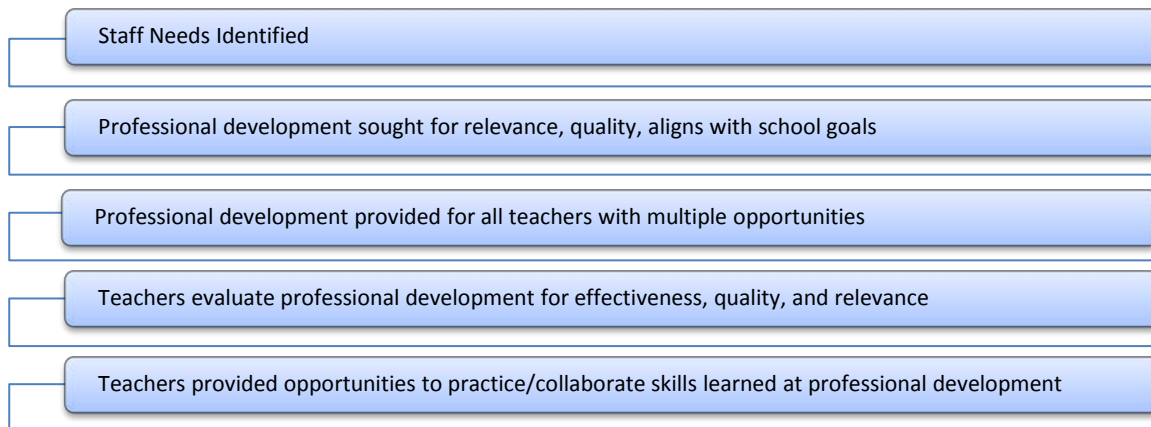 Staff Needs Identified
Professional development sought for relevance, quality, aligns with school goals
Professional development provided for all teachers with multiple opportunities
Teachers evaluate professional development for effectiveness, quality, and relevance
Teachers provided opportunities to practice/collaborate skills learned at professional development